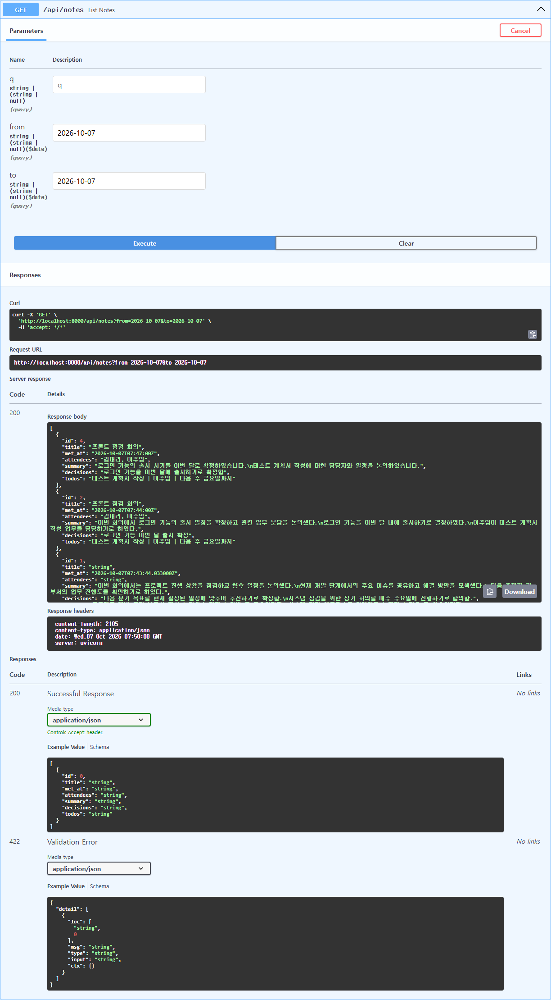 GET /api/notes List Notes
Parameters
Cancel
Name Description
q
string |
(string |
null)
(query)
q
from
string |
(string |
null)($date)
(query)
2026-10-07
to
string |
(string |
null)($date)
(query)
2026-10-07
Execute
Clear
Responses
Curl
curl -X 'GET' \
'http://localhost:8000/api/notes?from=2026-10-07&to=2026-10-07' \
-H 'accept: */*'
Request URL
http://localhost:8000/api/notes?from=2026-10-07&to=2026-10-07
Server response
Code Details
200
Response body
[
{
"id": 4,
"title": "프론트 점검 회의",
"met_at": "2026-10-07T07:47:00Z",
"attendees": "김대리, 이주임",
"summary": "로그인 기능의 출시 시기를 이번 달로 확정하였습니다.\n테스트 계획서 작성에 대한 담당자와 일정을 논의하였습니다.",
"decisions": "로그인 기능을 이번 달에 출시하기로 확정함",
"todos": "테스트 계획서 작성 | 이주임 | 다음 주 금요일까지"
},
{
"id": 2,
"title": "프론트 점검 회의",
"met_at": "2026-10-07T07:44:00Z",
"attendees": "김대리, 이주임",
"summary": "이번 회의에서 로그인 기능의 출시 일정을 확정하고 관련 업무 분담을 논의했다.\n로그인 기능을 이번 달 내에 출시하기로 결정하였다.\n이주임이 테스트 계획서
작성 업무를 담당하기로 하였다.",
"decisions": "로그인 기능 이번 달 출시 확정",
"todos": "테스트 계획서 작성 | 이주임 | 다음 주 금요일까지"
},
{
"id": 1,
"title": "string",
"met_at": "2026-10-07T07:43:44.033000Z",
"attendees": "string",
"summary": "이번 회의에서는 프로젝트 진행 상황을 점검하고 향후 일정을 논의했다.\n현재 개발 단계에서의 주요 이슈를 공유하고 해결 방안을 모색했다.
부서의 업무 진행도를 확인하기로 하였다.",
"decisions": "다음 분기 목표를 현재 설정된 일정에 맞추어 추진하기로 확정함.\n시스템 점검을 위한 정기 회의를 매주 수요일에 진행하기로 합의함.",
Download
Response headers
content-length: 2105
content-type: application/json
date: Wed,07 Oct 2026 07:50:08 GMT
server: uvicorn
Responses
Code Description Links
200 Successful Response No links
Media type
application/json
Controls Accept header.
Example Value Schema
[
{
"id": 0,
"title": "string",
"met_at": "string",
"attendees": "string",
"summary": "string",
"decisions": "string",
"todos": "string"
}
]
422 Validation Error No links
Media type
application/json
Example Value Schema
{
"detail": [
{
"loc": [
"string",
0
],
"msg": "string",
"type": "string",
"input": "string",
"ctx": {}
}
]
}